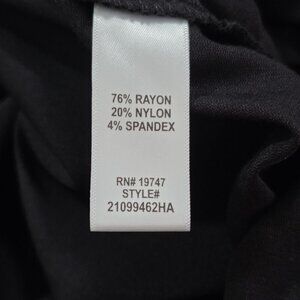 76% RAYON
20% NYLON
4% SPANDEX
RN# 19747
STYLE#
21099462HA